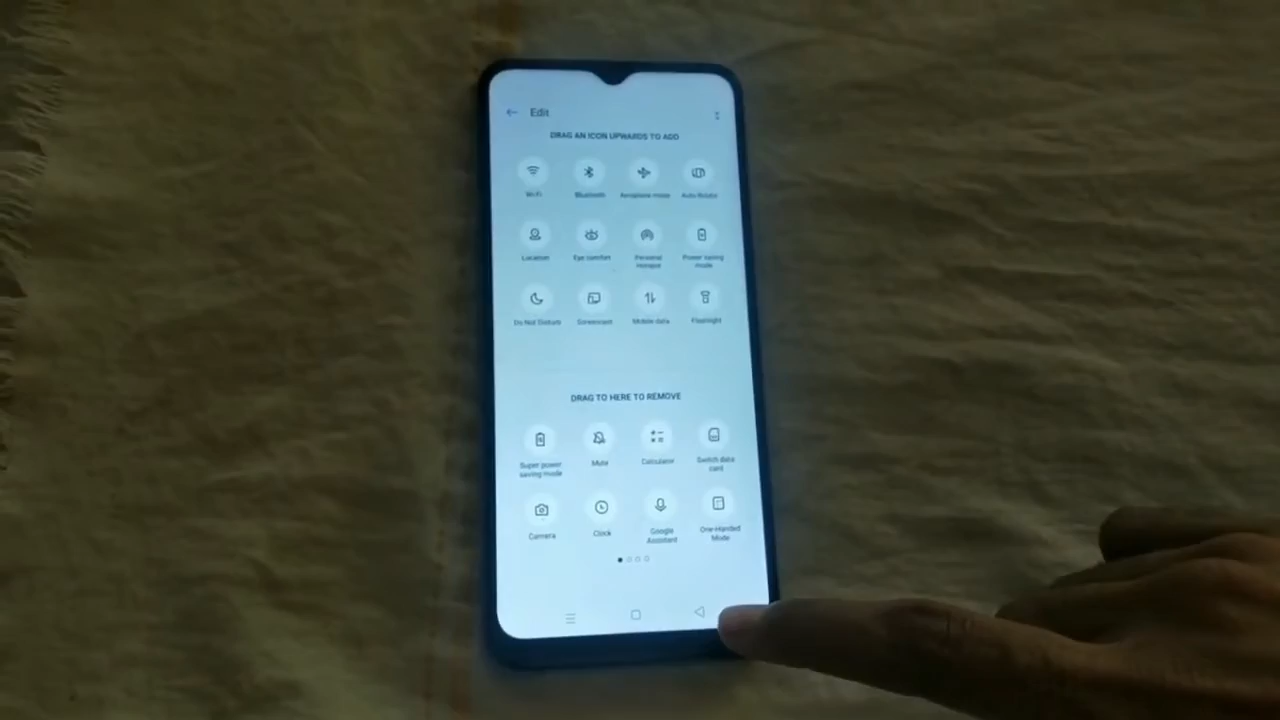 Edit
DRAG AN ICON UPWARDS TO ADD
Wi-Fi Bluetooth Aeroplane mode Auto Rotate
Location Eye comfort Personal Hotspot Power saving mode
Do Not Disturb Screencast Mobile data Flashlight
DRAG TO HERE TO REMOVE
Super power saving mode Mute Calculator Switch data card
Camera Clock Google Assistant One-Handed Mode